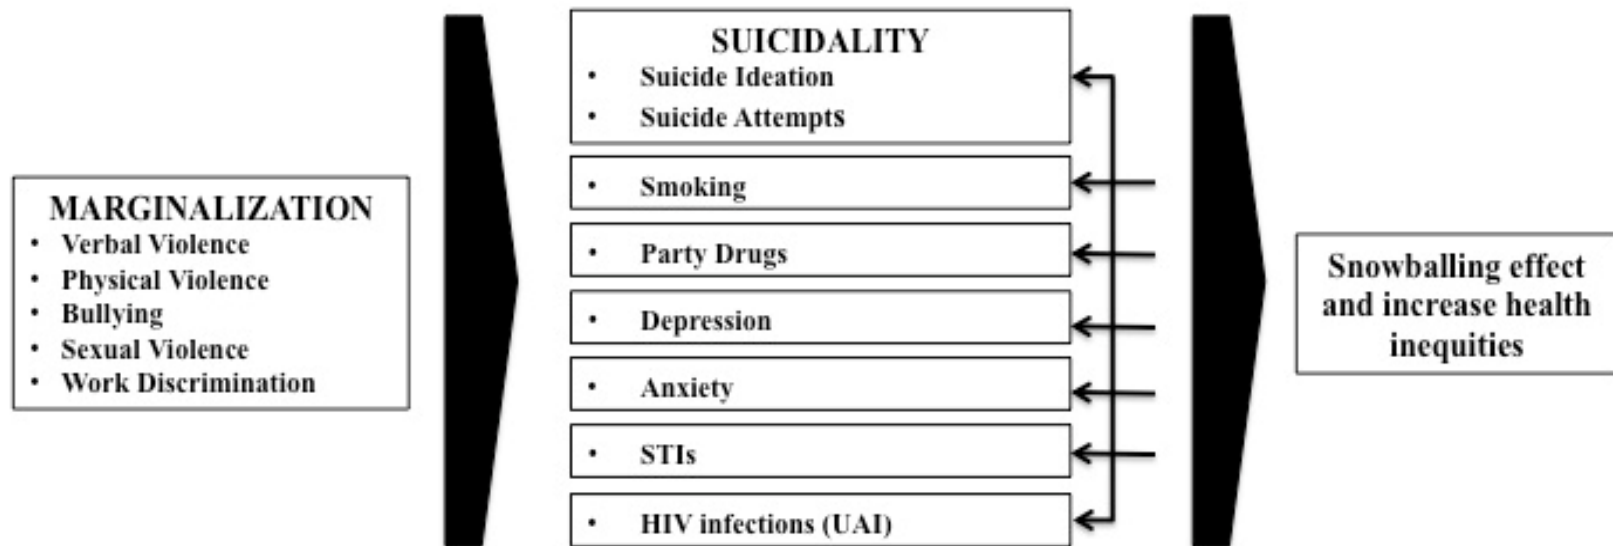 MARGINALIZATION
• Verbal Violence
• Physical Violence
• Bullying
• Sexual Violence
• Work Discrimination
SUICIDALITY
• Suicide Ideation
• Suicide Attempts
• Smoking
• Party Drugs
• Depression
• Anxiety
• STIs
• HIV infections (UAI)
Snowballing effect
and increase health
inequities